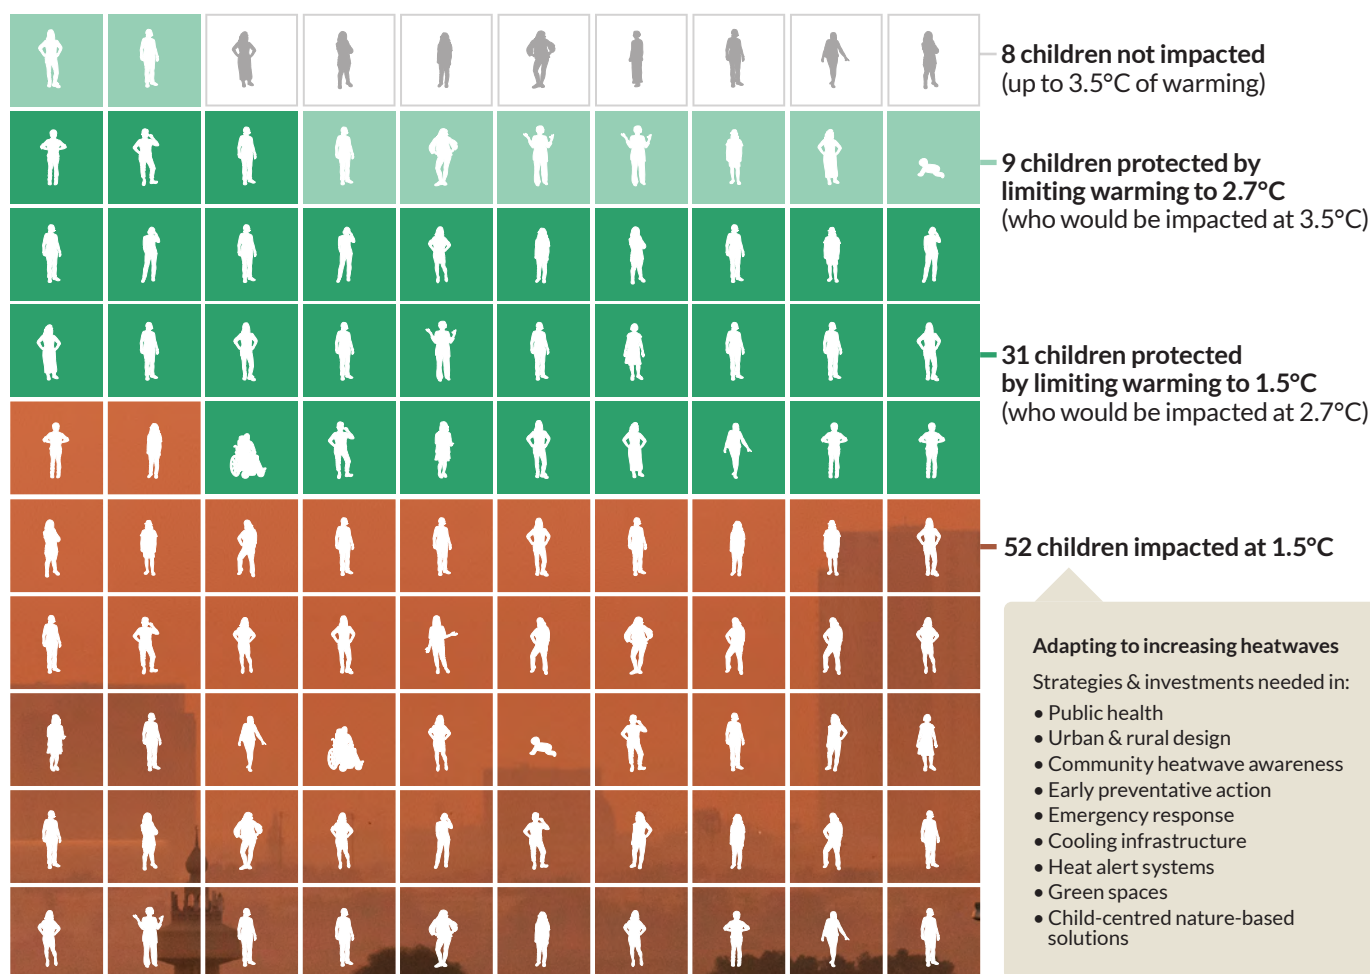 8 children not impacted
(up to 3.5°C of warming)
9 children protected by
limiting warming to 2.7°C
(who would be impacted at 3.5°C)
31 children protected
by limiting warming to 1.5°C
(who would be impacted at 2.7°C)
52 children impacted at 1.5°C
Adapting to increasing heatwaves
Strategies & investments needed in:
• Public health
• Urban & rural design
• Community heatwave awareness
• Early preventative action
• Emergency response
• Cooling infrastructure
• Heat alert systems
• Green spaces
• Child-centred nature-based
solutions